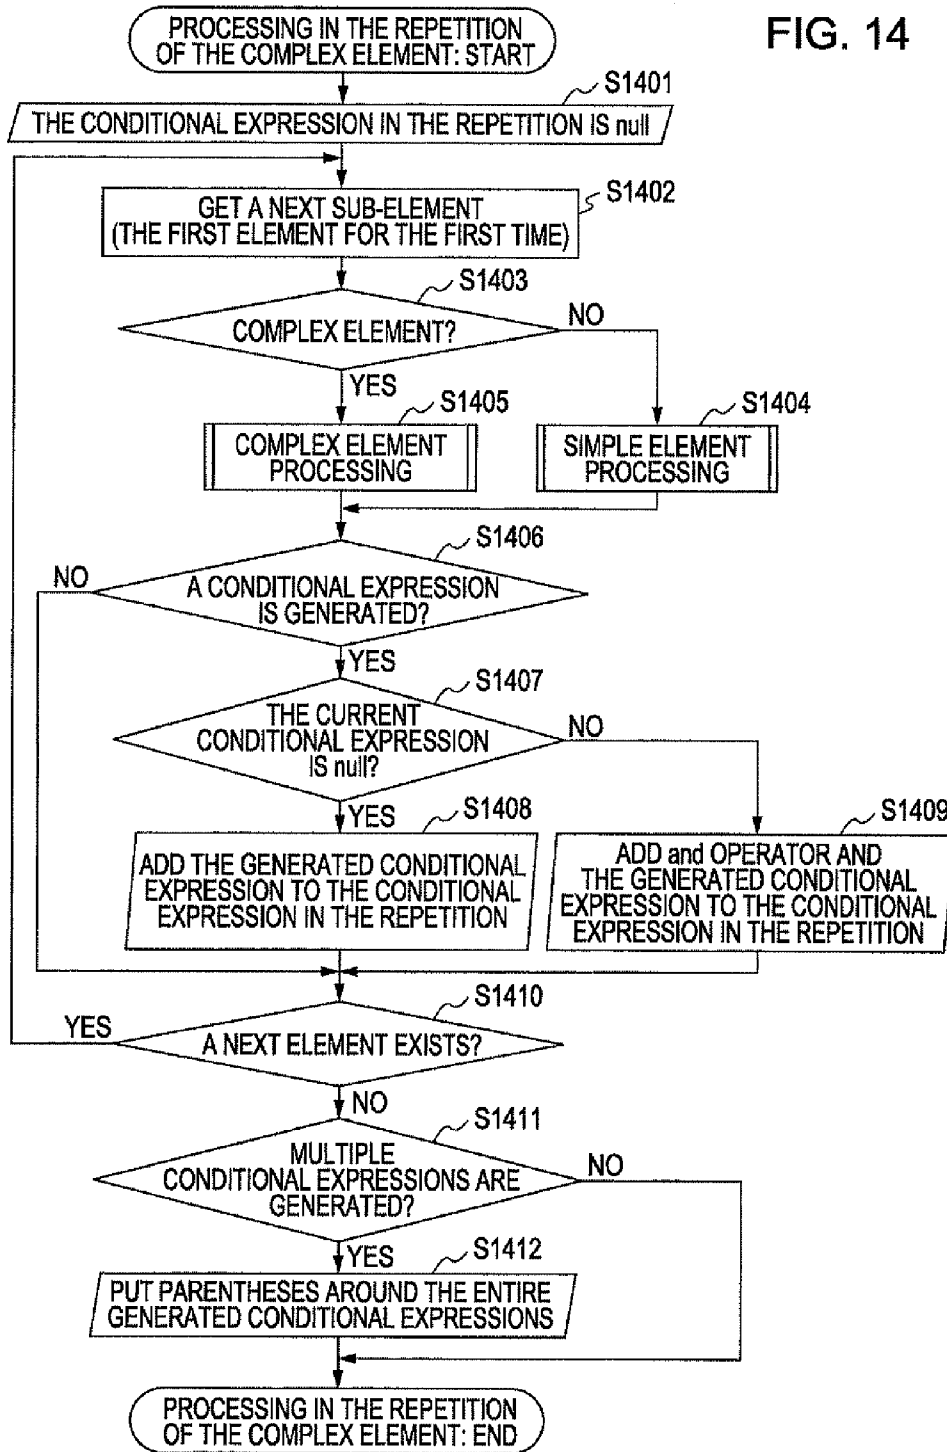 PROCESSING IN THE REPETITION
OF THE COMPLEX ELEMENT: START
FIG. 14
S1401
THE CONDITIONAL EXPRESSION IN THE REPETITION IS null
S1402
GET A NEXT SUB-ELEMENT
(THE FIRST ELEMENT FOR THE FIRST TIME)
S1403
COMPLEX ELEMENT?
NO
YES
S1405
S1404
COMPLEX ELEMENT
PROCESSING
SIMPLE ELEMENT
PROCESSING
S1406
NO
A CONDITIONAL EXPRESSION
IS GENERATED?
YES
S1407
THE CURRENT
CONDITIONAL EXPRESSION
IS null?
NO
YES
S1408
S1409
ADD THE GENERATED CONDITIONAL
EXPRESSION TO THE CONDITIONAL
EXPRESSION IN THE REPETITION
ADD and OPERATOR AND
THE GENERATED CONDITIONAL
EXPRESSION TO THE CONDITIONAL
EXPRESSION IN THE REPETITION
S1410
YES
A NEXT ELEMENT EXISTS?
NO
S1411
MULTIPLE
CONDITIONAL EXPRESSIONS ARE
GENERATED?
NO
YES
S1412
PUT PARENTHESES AROUND THE ENTIRE
GENERATED CONDITIONAL EXPRESSIONS
PROCESSING IN THE REPETITION
OF THE COMPLEX ELEMENT: END